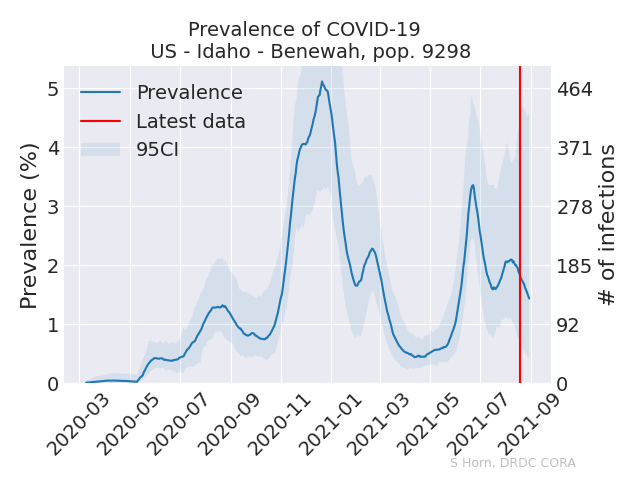 Prevalence of COVID-19
US - Idaho - Benewah, pop. 9298
Prevalence
Latest data
95CI
Prevalence (%)
5
4
3
2
1
0
# of infections
464
371
278
185
92
0
2020-03
2020-05
2020-07
2020-09
2020-11
2021-01
2021-03
2021-05
2021-07
2021-09
S Horn, DRDC CORA